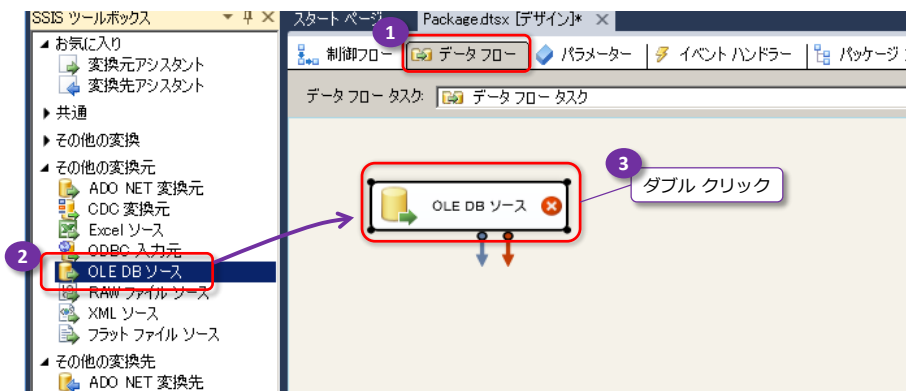 SSIS ツールボックス
スタート ページ
Package.dtsx [デザイン]*
1
制御フロー
データ フロー
パラメーター
イベント ハンドラー
パッケージ
データ フロー タスク:
データ フロー タスク
お気に入り
変換元アシスタント
変換先アシスタント
共通
その他の変換
その他の変換元
ADO NET 変換元
CDC 変換元
Excel ソース
ODBC 入力元
2
OLE DB ソース
RAW ファイル ソース
XML ソース
フラット ファイル ソース
その他の変換先
ADO NET 変換先
OLE DB ソース
3
ダブル クリック